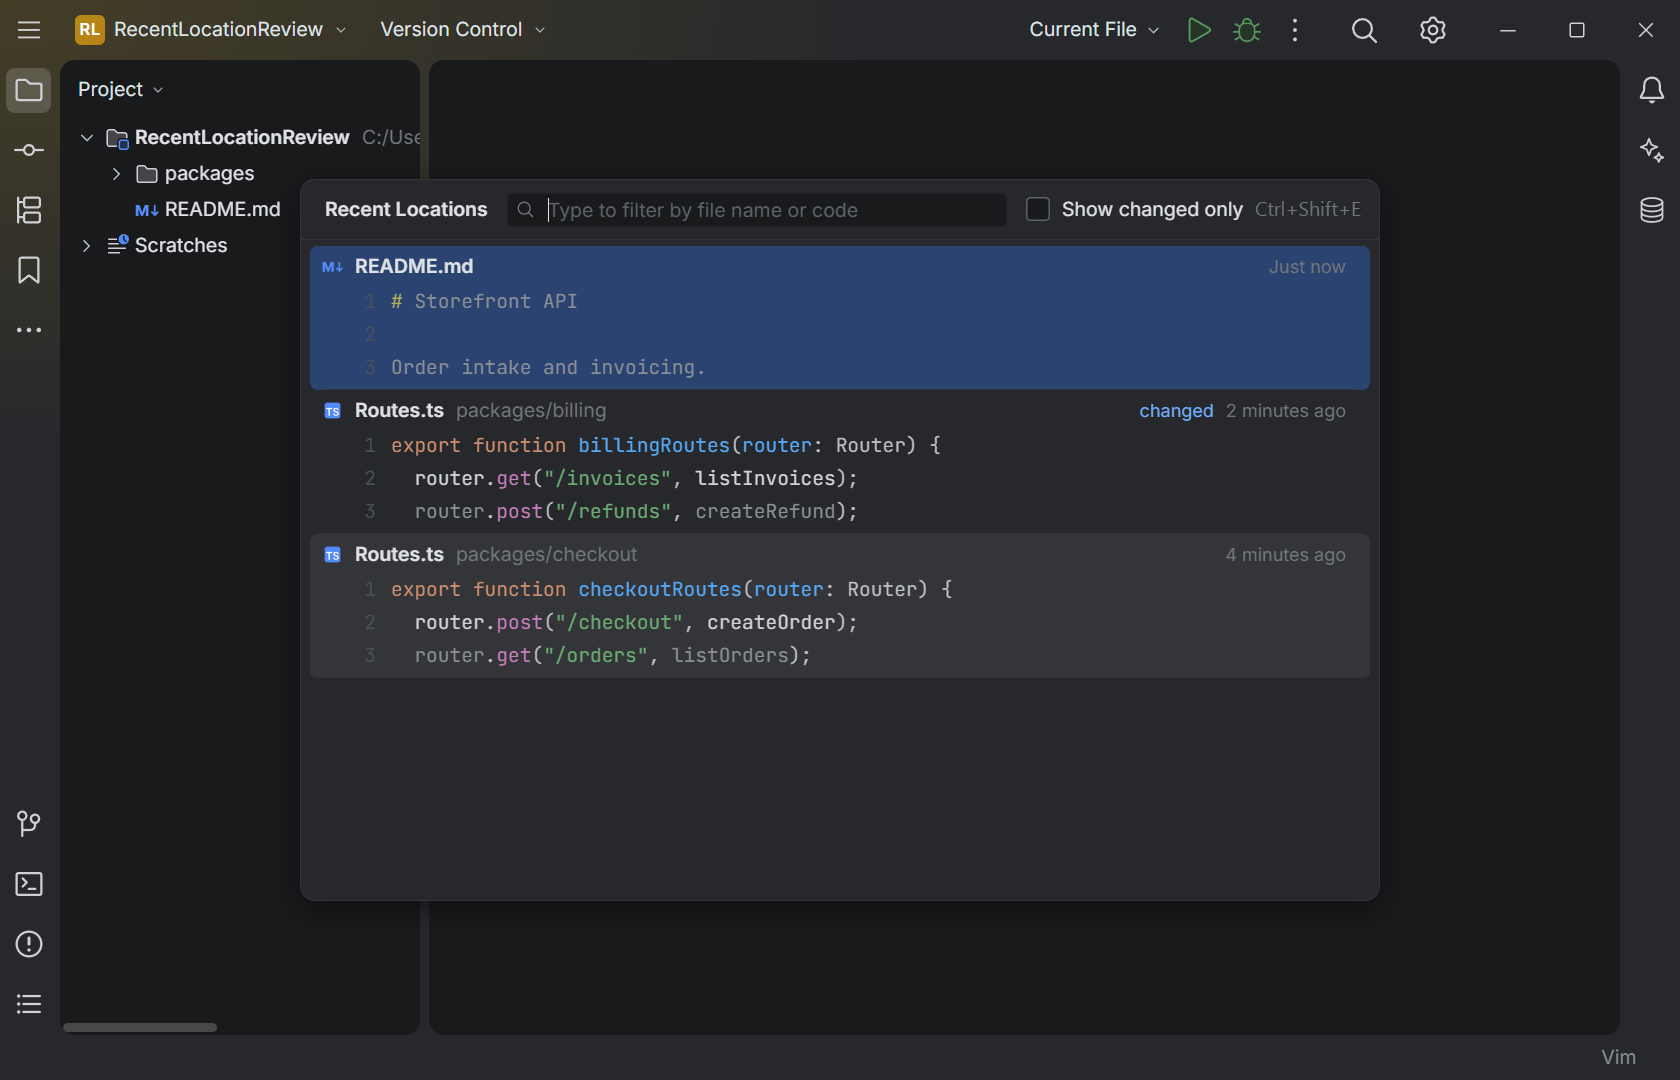 RL RecentLocationReview Version Control Current File
Project
RecentLocationReview C:/Use
packages
M↓ README.md
Scratches
Recent Locations Type to filter by file name or code Show changed only Ctrl+Shift+E
M↓ README.md Just now
1 # Storefront API
2
3 Order intake and invoicing.
TS Routes.ts packages/billing changed 2 minutes ago
1 export function billingRoutes(router: Router) {
2 router.get("/invoices", listInvoices);
3 router.post("/refunds", createRefund);
TS Routes.ts packages/checkout 4 minutes ago
1 export function checkoutRoutes(router: Router) {
2 router.post("/checkout", createOrder);
3 router.get("/orders", listOrders);
Vim